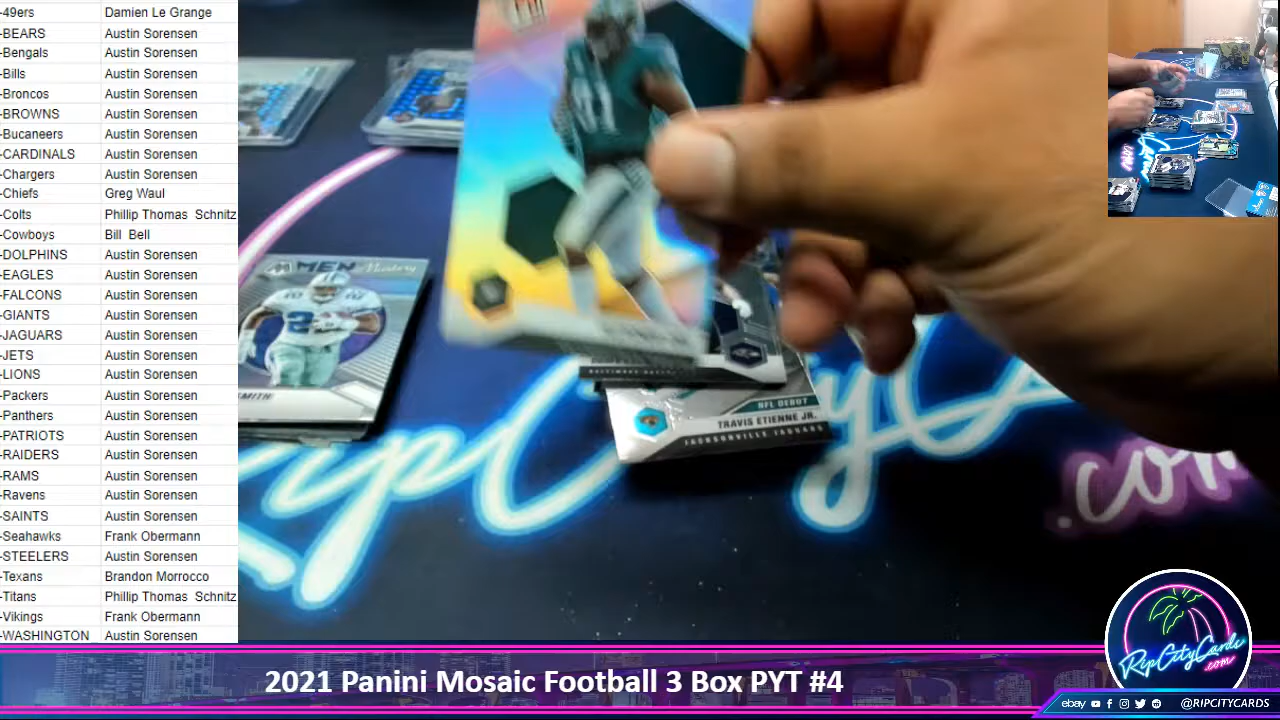 -49ers Damien Le Grange
-BEARS Austin Sorensen
-Bengals Austin Sorensen
-Bills Austin Sorensen
-Broncos Austin Sorensen
-BROWNS Austin Sorensen
-Bucaneers Austin Sorensen
-CARDINALS Austin Sorensen
-Chargers Austin Sorensen
-Chiefs Greg Waul
-Colts Phillip Thomas Schnitz
-Cowboys Bill Bell
-DOLPHINS Austin Sorensen
-EAGLES Austin Sorensen
-FALCONS Austin Sorensen
-GIANTS Austin Sorensen
-JAGUARS Austin Sorensen
-JETS Austin Sorensen
-LIONS Austin Sorensen
-Packers Austin Sorensen
-Panthers Austin Sorensen
-PATRIOTS Austin Sorensen
-RAIDERS Austin Sorensen
-RAMS Austin Sorensen
-Ravens Austin Sorensen
-SAINTS Austin Sorensen
-Seahawks Frank Obermann
-STEELERS Austin Sorensen
-Texans Brandon Morrocco
-Titans Phillip Thomas Schnitz
-Vikings Frank Obermann
-WASHINGTON Austin Sorensen
MEN of Mastery
SMITH
NFL DEBUT
TRAVIS ETIENNE JR.
JACKSONVILLE JAGUARS
RipCity
.com
RipCityCards
.com
2021 Panini Mosaic Football 3 Box PYT #4
ebay @RIPCITYCARDS